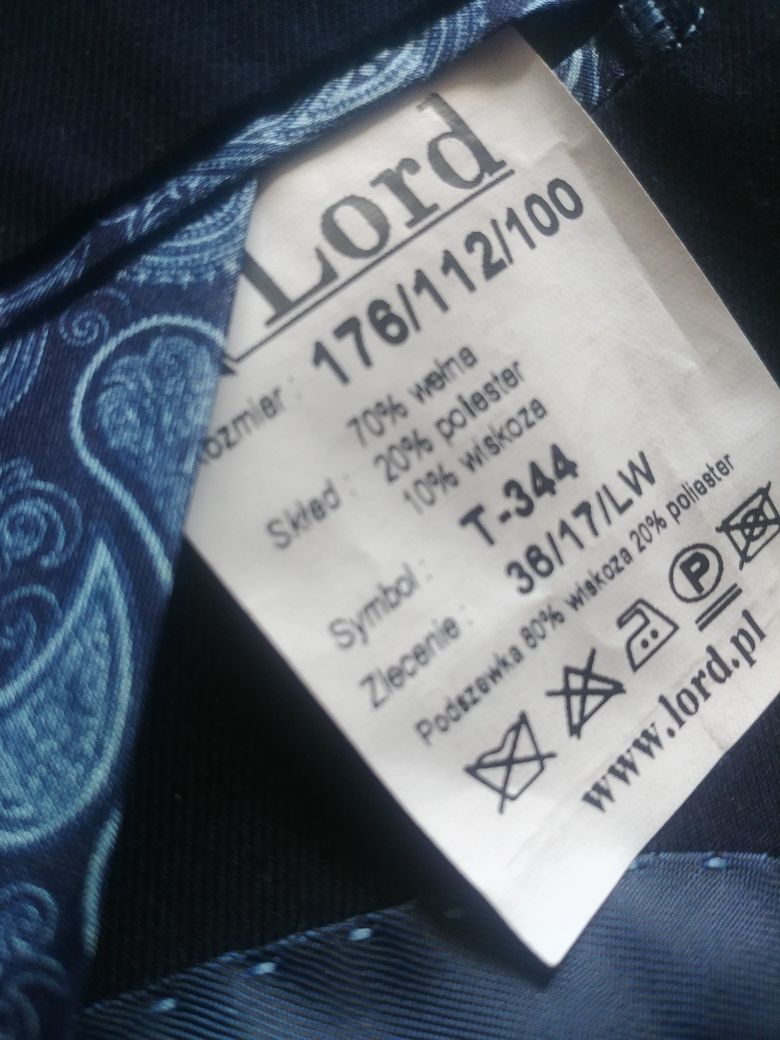 Lord
Rozmiar: 176/112/100
Skład: 70% wełna
20% poliester
10% wiskoza
Symbol: T-344
Zlecenie: 36/17/LW
Podszewka 80% wiskoza 20% poliester
P
www.lord.pl